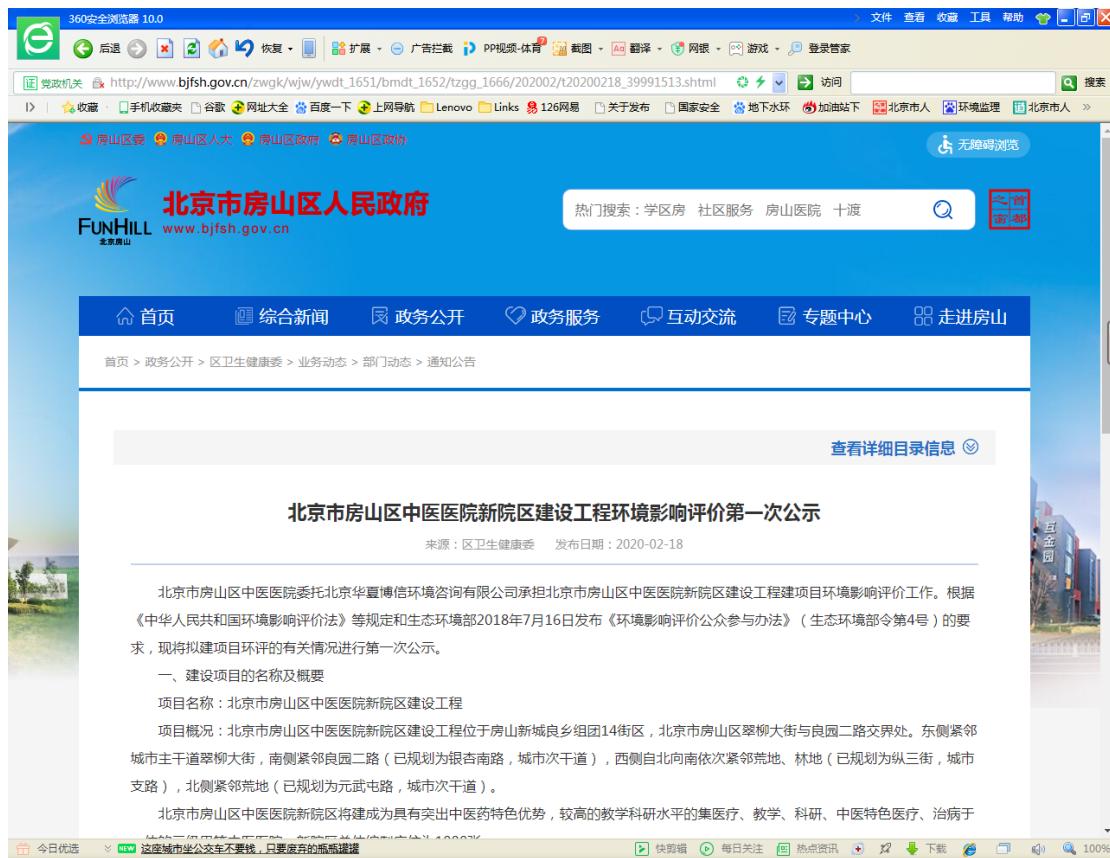 360安全浏览器 10.0
文件 查看 收藏 工具 帮助
后退 恢复 扩展 广告拦截 PP视频-体育 7 截图 翻译 网银 游戏 登录管家
证 党政机关 http://www.bjfsh.gov.cn/zwgk/wjw/ywdt_1651/bmdt_1652/tzgg_1666/202002/t20200218_39991513.shtml 访问 搜索
收藏 手机收藏夹 谷歌 网址大全 百度一下 上网导航 Lenovo Links 126网易 关于发布 国家安全 地下水环 加油站下 北京市人 环境监理 北京市人 »
房山区委 房山区人大 房山区政府 房山区政协
无障碍浏览
FUNHILL
北京房山
北京市房山区人民政府
www.bjfsh.gov.cn
热门搜索：学区房 社区服务 房山医院 十渡
首都之窗
首页 综合新闻 政务公开 政务服务 互动交流 专题中心 走进房山
首页 > 政务公开 > 区卫生健康委 > 业务动态 > 部门动态 > 通知公告
查看详细目录信息
北京市房山区中医医院新院区建设工程环境影响评价第一次公示
来源：区卫生健康委 发布日期：2020-02-18
北京市房山区中医医院委托北京华夏博信环境咨询有限公司承担北京市房山区中医医院新院区建设工程建项目环境影响评价工作。根据
《中华人民共和国环境影响评价法》等规定和生态环境部2018年7月16日发布《环境影响评价公众参与办法》（生态环境部令第4号）的要
求，现将拟建项目环评的有关情况进行第一次公示。
一、建设项目的名称及概要
项目名称：北京市房山区中医医院新院区建设工程
项目概况：北京市房山区中医医院新院区建设工程位于房山新城良乡组团14街区，北京市房山区翠柳大街与良园二路交界处。东侧紧邻
城市主干道翠柳大街，南侧紧邻良园二路（已规划为银杏南路，城市次干道），西侧自北向南依次紧邻荒地、林地（已规划为纵三街，城市
支路），北侧紧邻荒地（已规划为元武屯路，城市次干道）。
北京市房山区中医医院新院区将建成为具有突出中医药特色优势，较高的教学科研水平的集医疗、教学、科研、中医特色医疗、治病于
互金园
今日优选 NEW 这座城市坐公交车不要钱，只要废弃的瓶瓶罐罐 快剪辑 每日关注 热点资讯 下载 100%